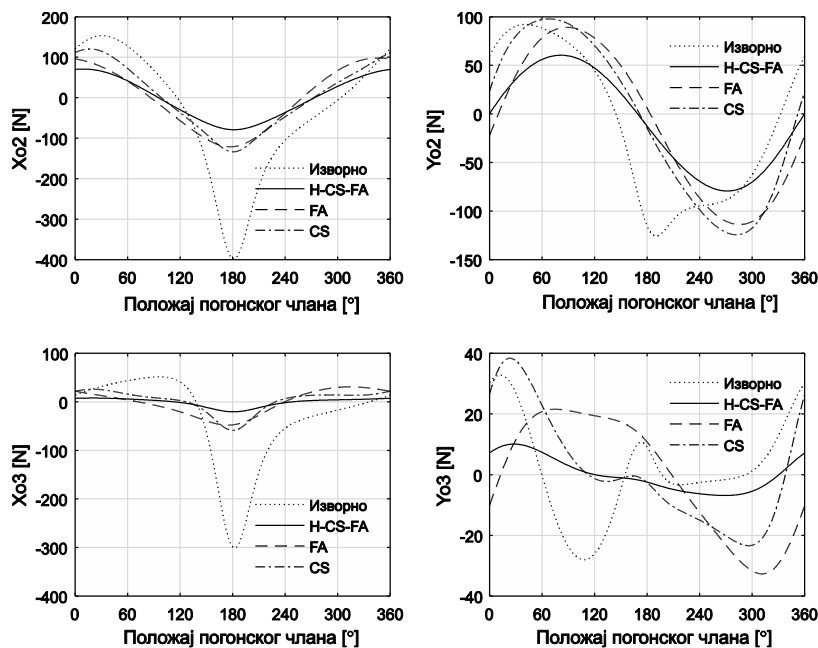 200
100
0
-100
-200
-300
-400
Xo2 [N]
Изворно
H-CS-FA
FA
CS
0 60 120 180 240 300 360
Положај погонског члана [°]
100
50
0
-50
-100
-150
Yo2 [N]
Изворно
H-CS-FA
FA
CS
0 60 120 180 240 300 360
Положај погонског члана [°]
100
0
-100
-200
-300
-400
Xo3 [N]
Изворно
H-CS-FA
FA
CS
0 60 120 180 240 300 360
Положај погонског члана [°]
40
20
0
-20
-40
Yo3 [N]
Изворно
H-CS-FA
FA
CS
0 60 120 180 240 300 360
Положај погонског члана [°]